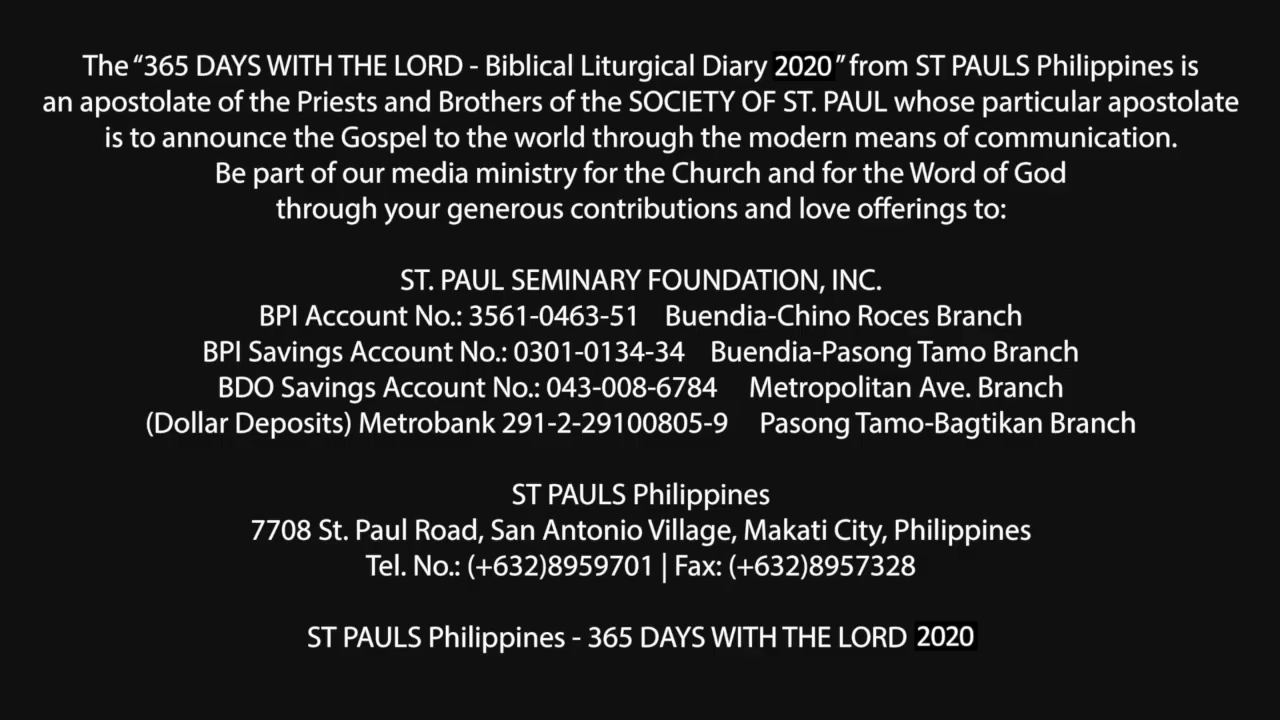 The “365 DAYS WITH THE LORD - Biblical Liturgical Diary 2020” from ST PAULS Philippines is
an apostolate of the Priests and Brothers of the SOCIETY OF ST. PAUL whose particular apostolate
is to announce the Gospel to the world through the modern means of communication.
Be part of our media ministry for the Church and for the Word of God
through your generous contributions and love offerings to:
ST. PAUL SEMINARY FOUNDATION, INC.
BPI Account No.: 3561-0463-51 Buendia-Chino Roces Branch
BPI Savings Account No.: 0301-0134-34 Buendia-Pasong Tamo Branch
BDO Savings Account No.: 043-008-6784 Metropolitan Ave. Branch
(Dollar Deposits) Metrobank 291-2-29100805-9 Pasong Tamo-Bagtikan Branch
ST PAULS Philippines
7708 St. Paul Road, San Antonio Village, Makati City, Philippines
Tel. No.: (+632)8959701 | Fax: (+632)8957328
ST PAULS Philippines - 365 DAYS WITH THE LORD 2020